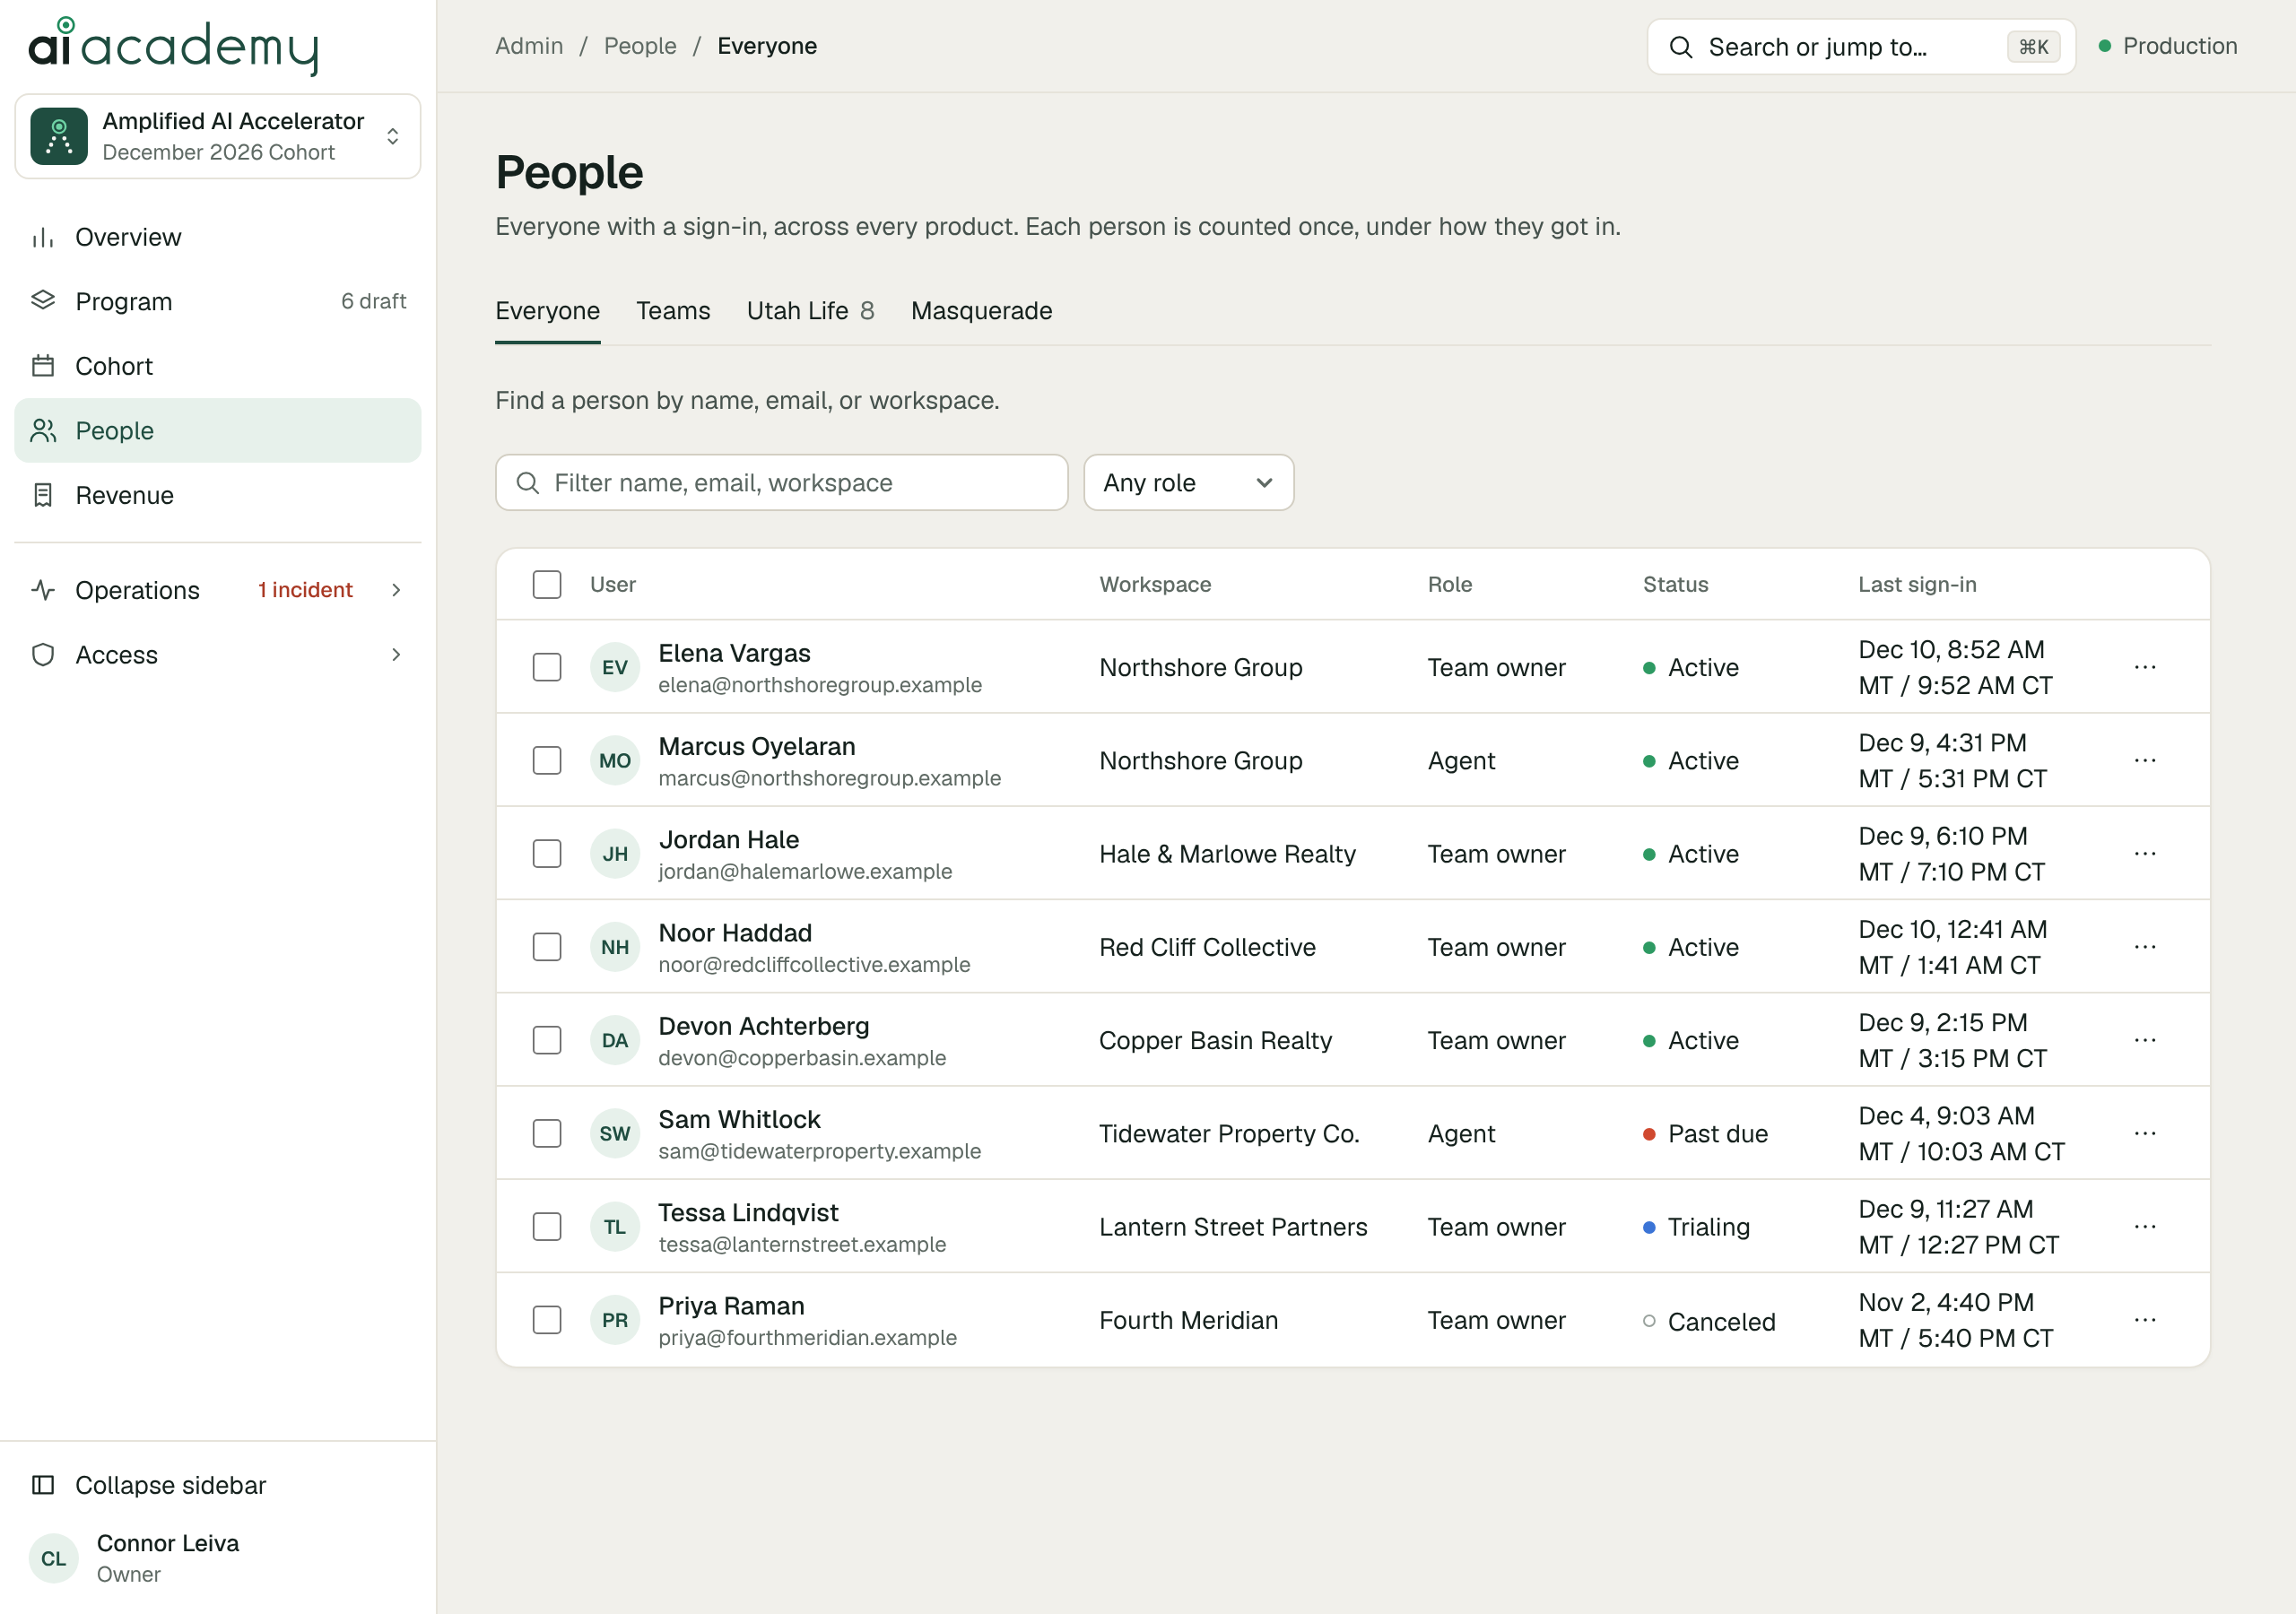 ai academy
Amplified AI Accelerator
December 2026 Cohort
Overview
Program 6 draft
Cohort
People
Revenue
Operations 1 incident
Access
Collapse sidebar
CL Connor Leiva
Owner
Admin / People / Everyone
Search or jump to… ⌘K
Production
People
Everyone with a sign-in, across every product. Each person is counted once, under how they got in.
Everyone Teams Utah Life 8 Masquerade
Find a person by name, email, or workspace.
Filter name, email, workspace
Any role
User Workspace Role Status Last sign-in
EV Elena Vargas
elena@northshoregroup.example
Northshore Group Team owner Active
Dec 10, 8:52 AM
MT / 9:52 AM CT
MO Marcus Oyelaran
marcus@northshoregroup.example
Northshore Group Agent Active
Dec 9, 4:31 PM
MT / 5:31 PM CT
JH Jordan Hale
jordan@halemarlowe.example
Hale & Marlowe Realty Team owner Active
Dec 9, 6:10 PM
MT / 7:10 PM CT
NH Noor Haddad
noor@redcliffcollective.example
Red Cliff Collective Team owner Active
Dec 10, 12:41 AM
MT / 1:41 AM CT
DA Devon Achterberg
devon@copperbasin.example
Copper Basin Realty Team owner Active
Dec 9, 2:15 PM
MT / 3:15 PM CT
SW Sam Whitlock
sam@tidewaterproperty.example
Tidewater Property Co. Agent Past due
Dec 4, 9:03 AM
MT / 10:03 AM CT
TL Tessa Lindqvist
tessa@lanternstreet.example
Lantern Street Partners Team owner Trialing
Dec 9, 11:27 AM
MT / 12:27 PM CT
PR Priya Raman
priya@fourthmeridian.example
Fourth Meridian Team owner Canceled
Nov 2, 4:40 PM
MT / 5:40 PM CT